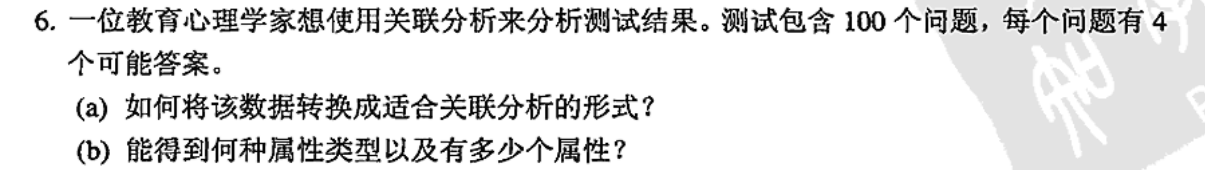 6. 一位教育心理学家想使用关联分析来分析测试结果。测试包含 100 个问题，每个问题有 4
个可能答案。
(a) 如何将该数据转换成适合关联分析的形式？
(b) 能得到何种属性类型以及有多少个属性？